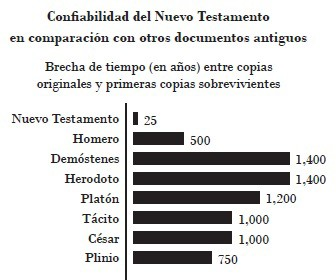 Confiabilidad del Nuevo Testamento
en comparación con otros documentos antiguos
Brecha de tiempo (en años) entre copias
originales y primeras copias sobrevivientes
Nuevo Testamento 25
Homero 500
Demóstenes 1,400
Herodoto 1,400
Platón 1,200
Tácito 1,000
César 1,000
Plinio 750